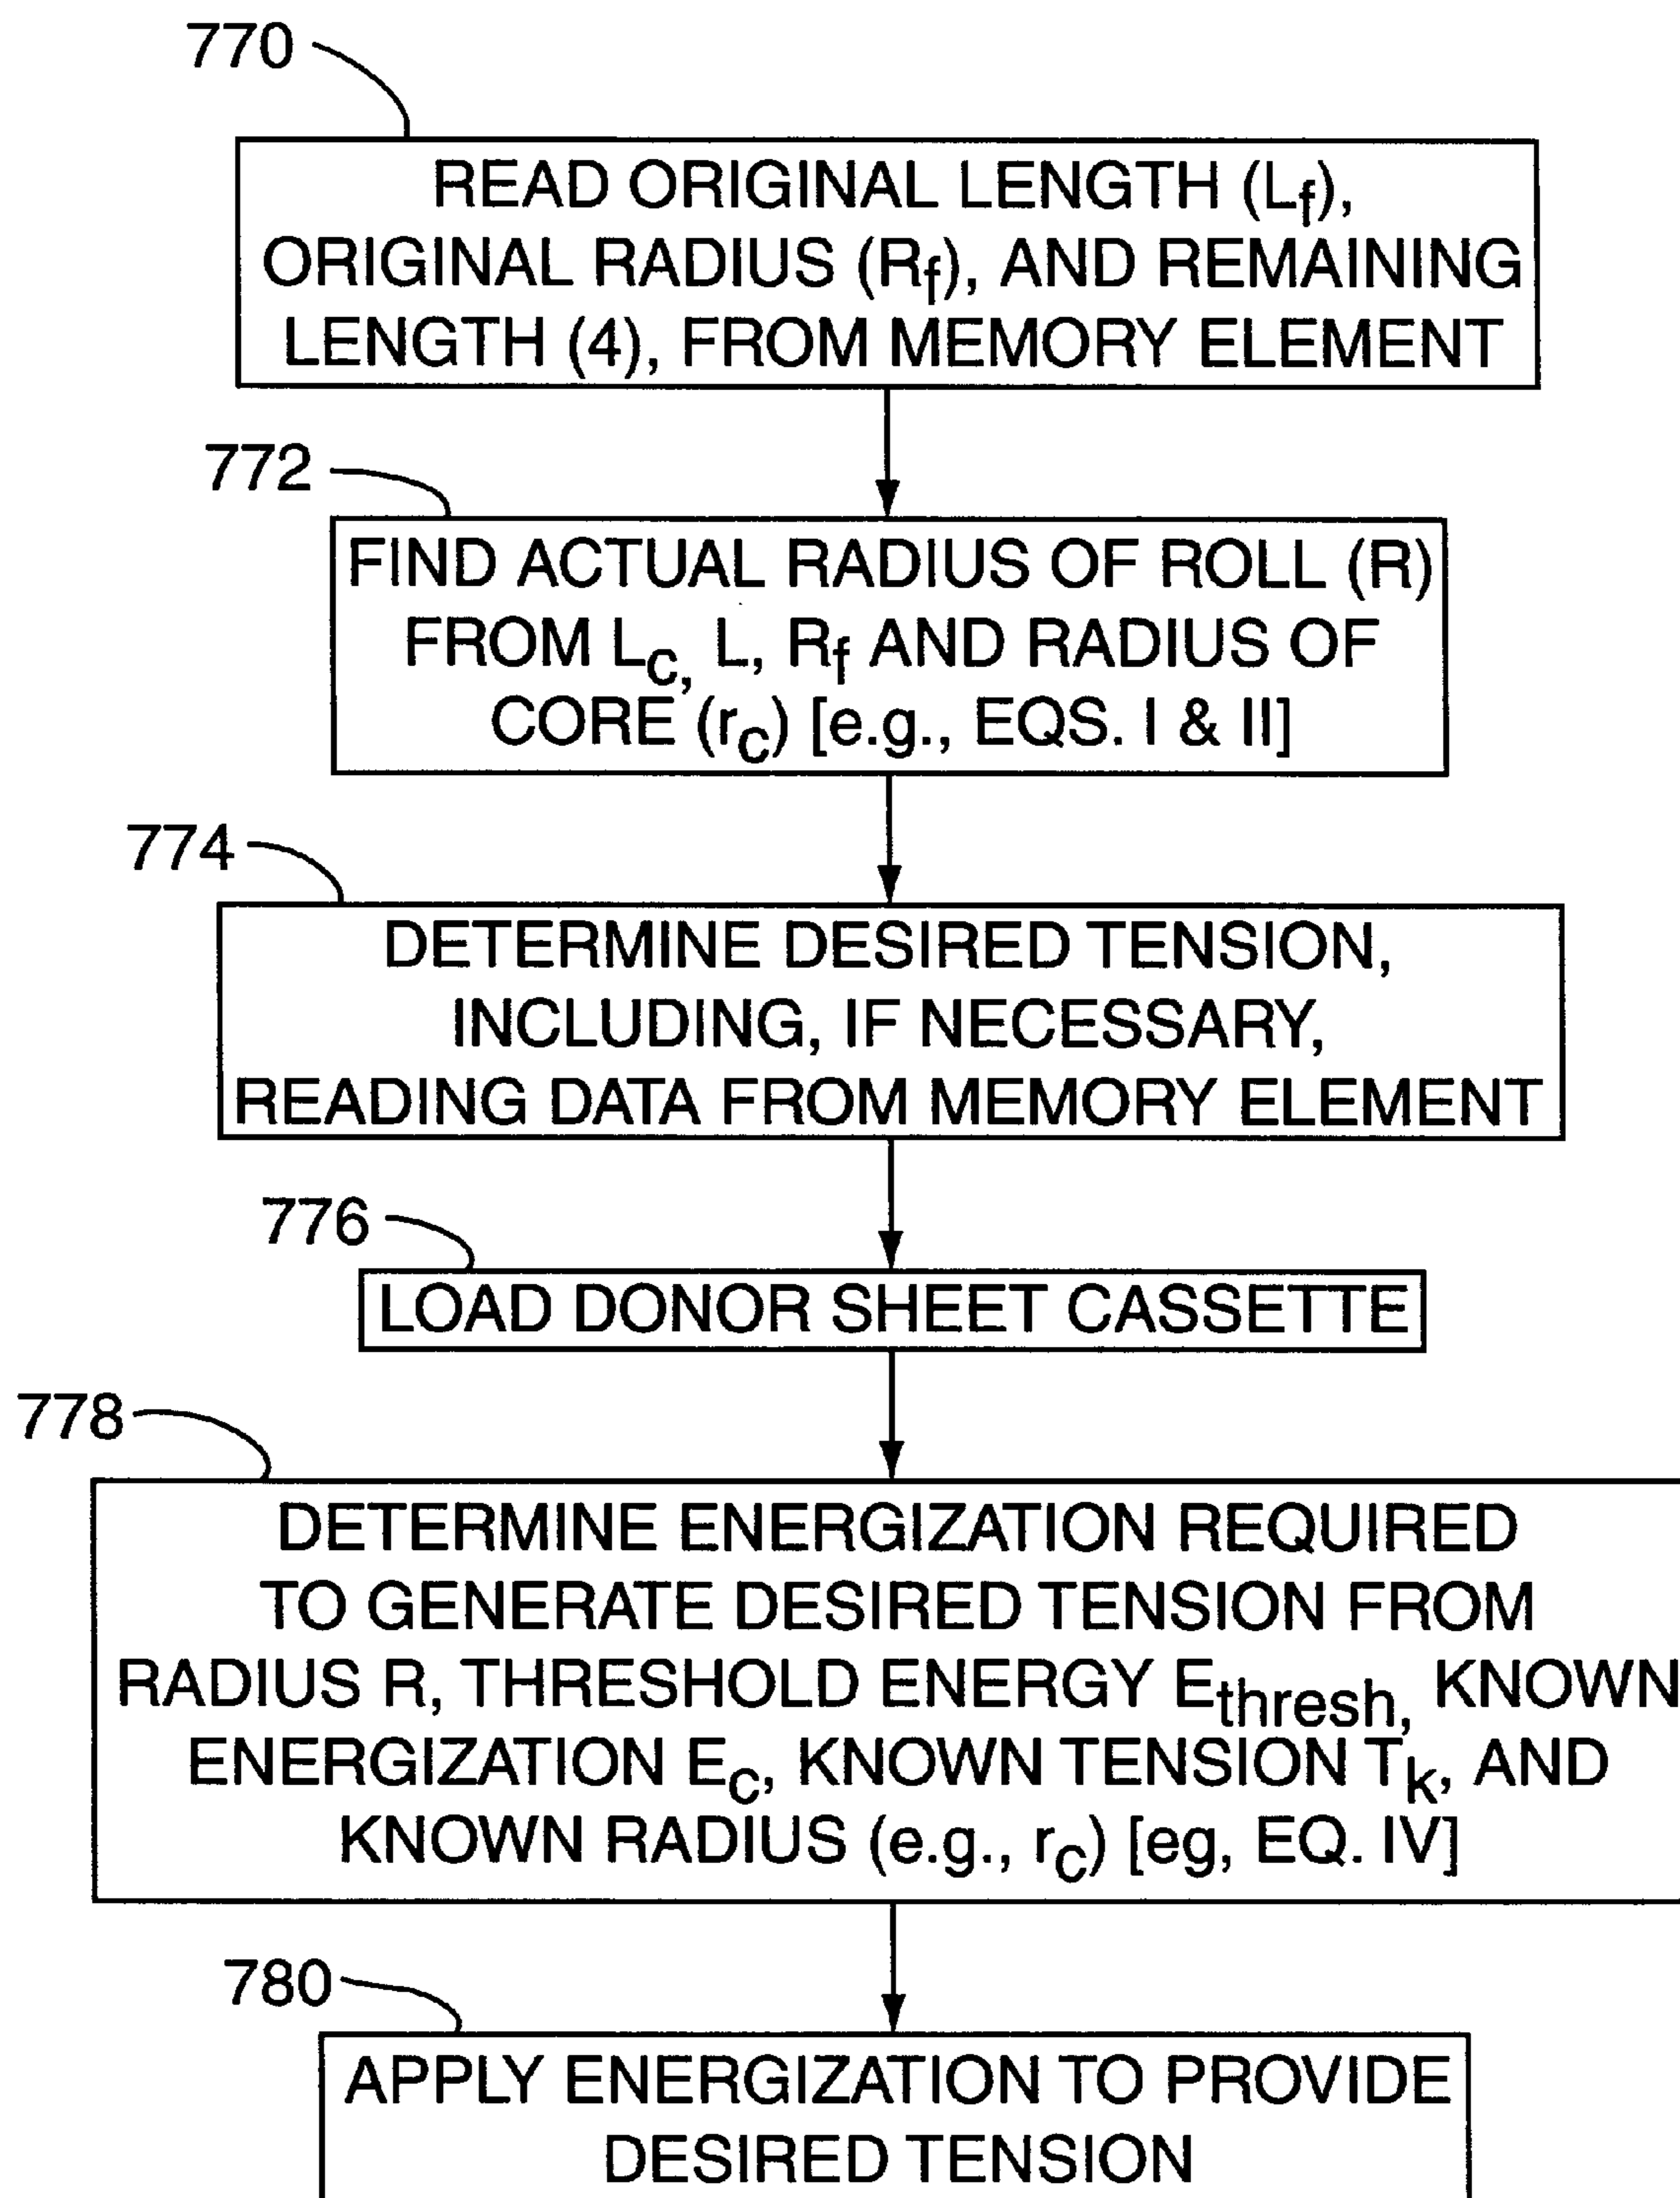 770
READ ORIGINAL LENGTH (Lf),
ORIGINAL RADIUS (Rf), AND REMAINING
LENGTH (4), FROM MEMORY ELEMENT
772
FIND ACTUAL RADIUS OF ROLL (R)
FROM Lc, L, Rf AND RADIUS OF
CORE (rc) [e.g., EQS. I & II]
774
DETERMINE DESIRED TENSION,
INCLUDING, IF NECESSARY,
READING DATA FROM MEMORY ELEMENT
776
LOAD DONOR SHEET CASSETTE
778
DETERMINE ENERGIZATION REQUIRED
TO GENERATE DESIRED TENSION FROM
RADIUS R, THRESHOLD ENERGY Ethresh, KNOWN
ENERGIZATION Ec, KNOWN TENSION Tk, AND
KNOWN RADIUS (e.g., rc) [eg, EQ. IV]
780
APPLY ENERGIZATION TO PROVIDE
DESIRED TENSION